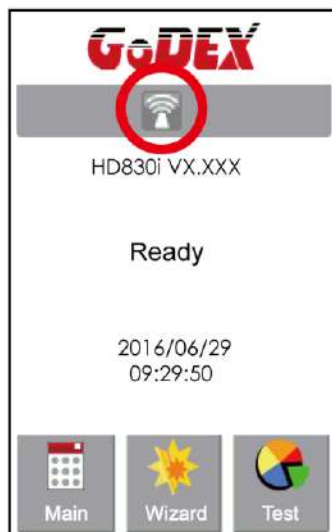 GoDEX
HD830i VX.XXX
Ready
2016/06/29
09:29:50
Main Wizard Test